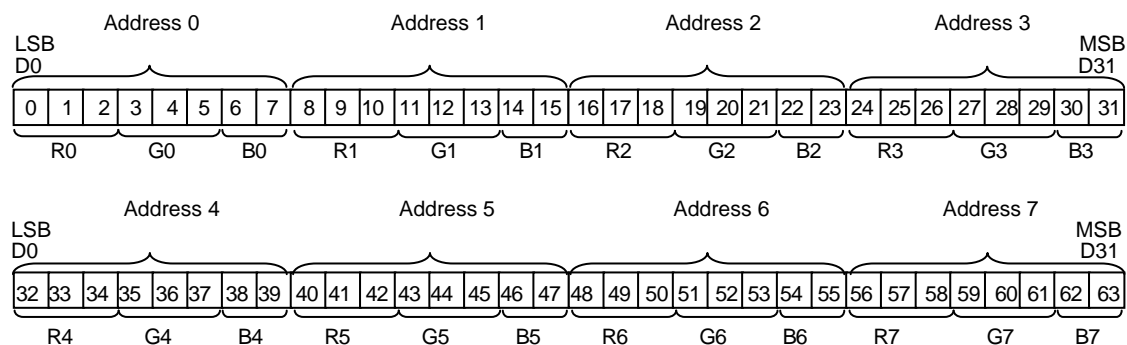 Address 0 Address 1 Address 2 Address 3
LSB MSB
D0 D31
0 1 2 3 4 5 6 7 8 9 10 11 12 13 14 15 16 17 18 19 20 21 22 23 24 25 26 27 28 29 30 31
R0 G0 B0 R1 G1 B1 R2 G2 B2 R3 G3 B3
Address 4 Address 5 Address 6 Address 7
LSB MSB
D0 D31
32 33 34 35 36 37 38 39 40 41 42 43 44 45 46 47 48 49 50 51 52 53 54 55 56 57 58 59 60 61 62 63
R4 G4 B4 R5 G5 B5 R6 G6 B6 R7 G7 B7